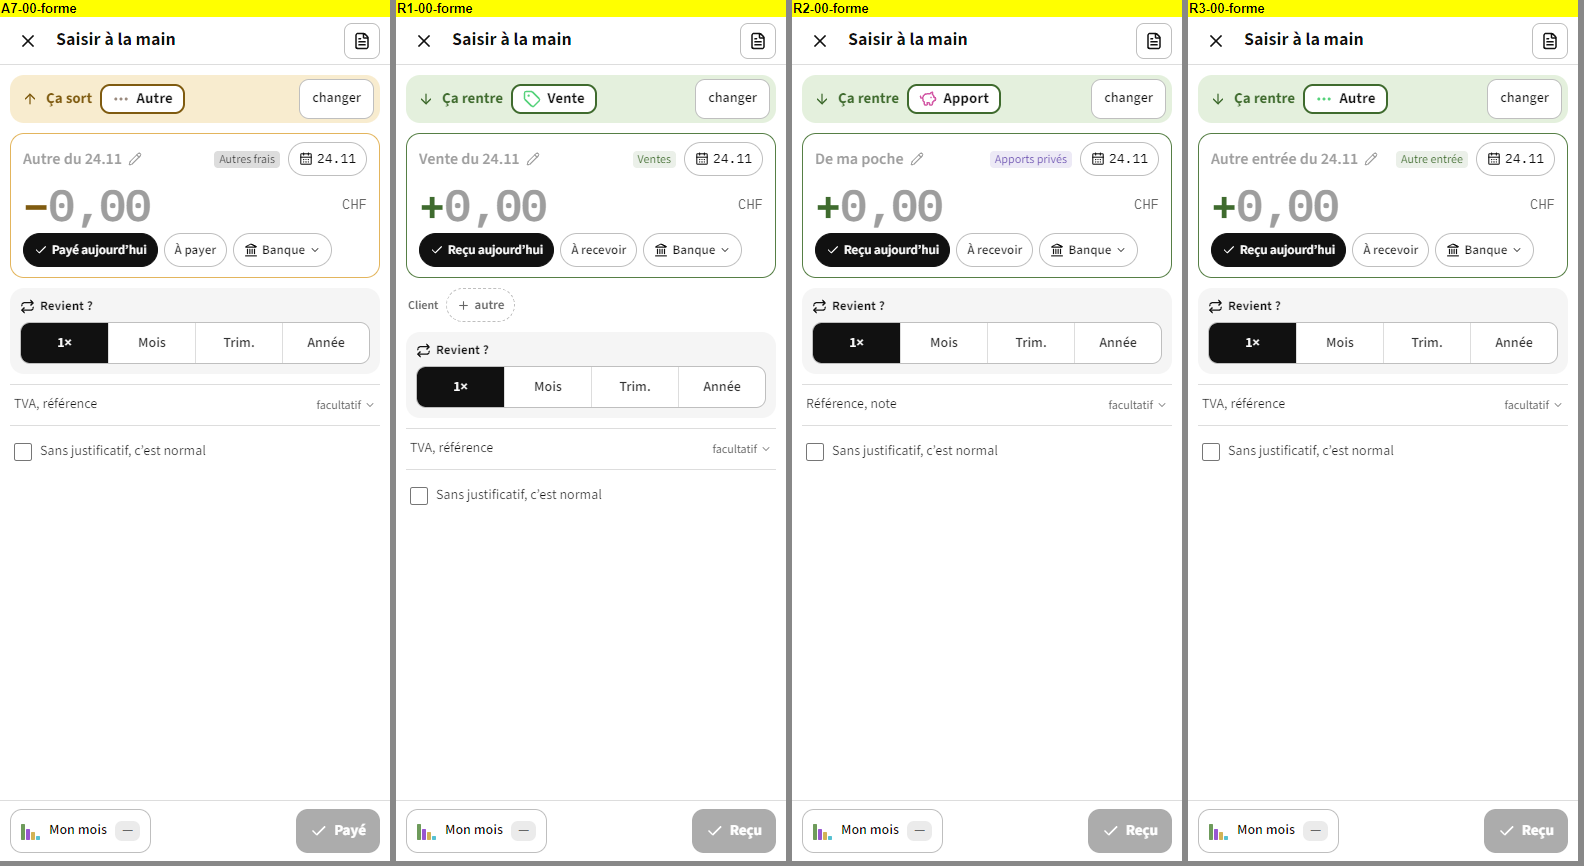 A7-00-forme
Saisir à la main
Ça sort
Autre
changer
Autre du 24.11
Autres frais
24.11
−0,00
CHF
Payé aujourd’hui
À payer
Banque
Revient ?
1×
Mois
Trim.
Année
TVA, référence
facultatif
Sans justificatif, c’est normal
Mon mois
—
Payé
R1-00-forme
Saisir à la main
Ça rentre
Vente
changer
Vente du 24.11
Ventes
24.11
+0,00
CHF
Reçu aujourd’hui
À recevoir
Banque
Client
+ autre
Revient ?
1×
Mois
Trim.
Année
TVA, référence
facultatif
Sans justificatif, c’est normal
Mon mois
—
Reçu
R2-00-forme
Saisir à la main
Ça rentre
Apport
changer
De ma poche
Apports privés
24.11
+0,00
CHF
Reçu aujourd’hui
À recevoir
Banque
Revient ?
1×
Mois
Trim.
Année
Référence, note
facultatif
Sans justificatif, c’est normal
Mon mois
—
Reçu
R3-00-forme
Saisir à la main
Ça rentre
Autre
changer
Autre entrée du 24.11
Autre entrée
24.11
+0,00
CHF
Reçu aujourd’hui
À recevoir
Banque
Revient ?
1×
Mois
Trim.
Année
TVA, référence
facultatif
Sans justificatif, c’est normal
Mon mois
—
Reçu